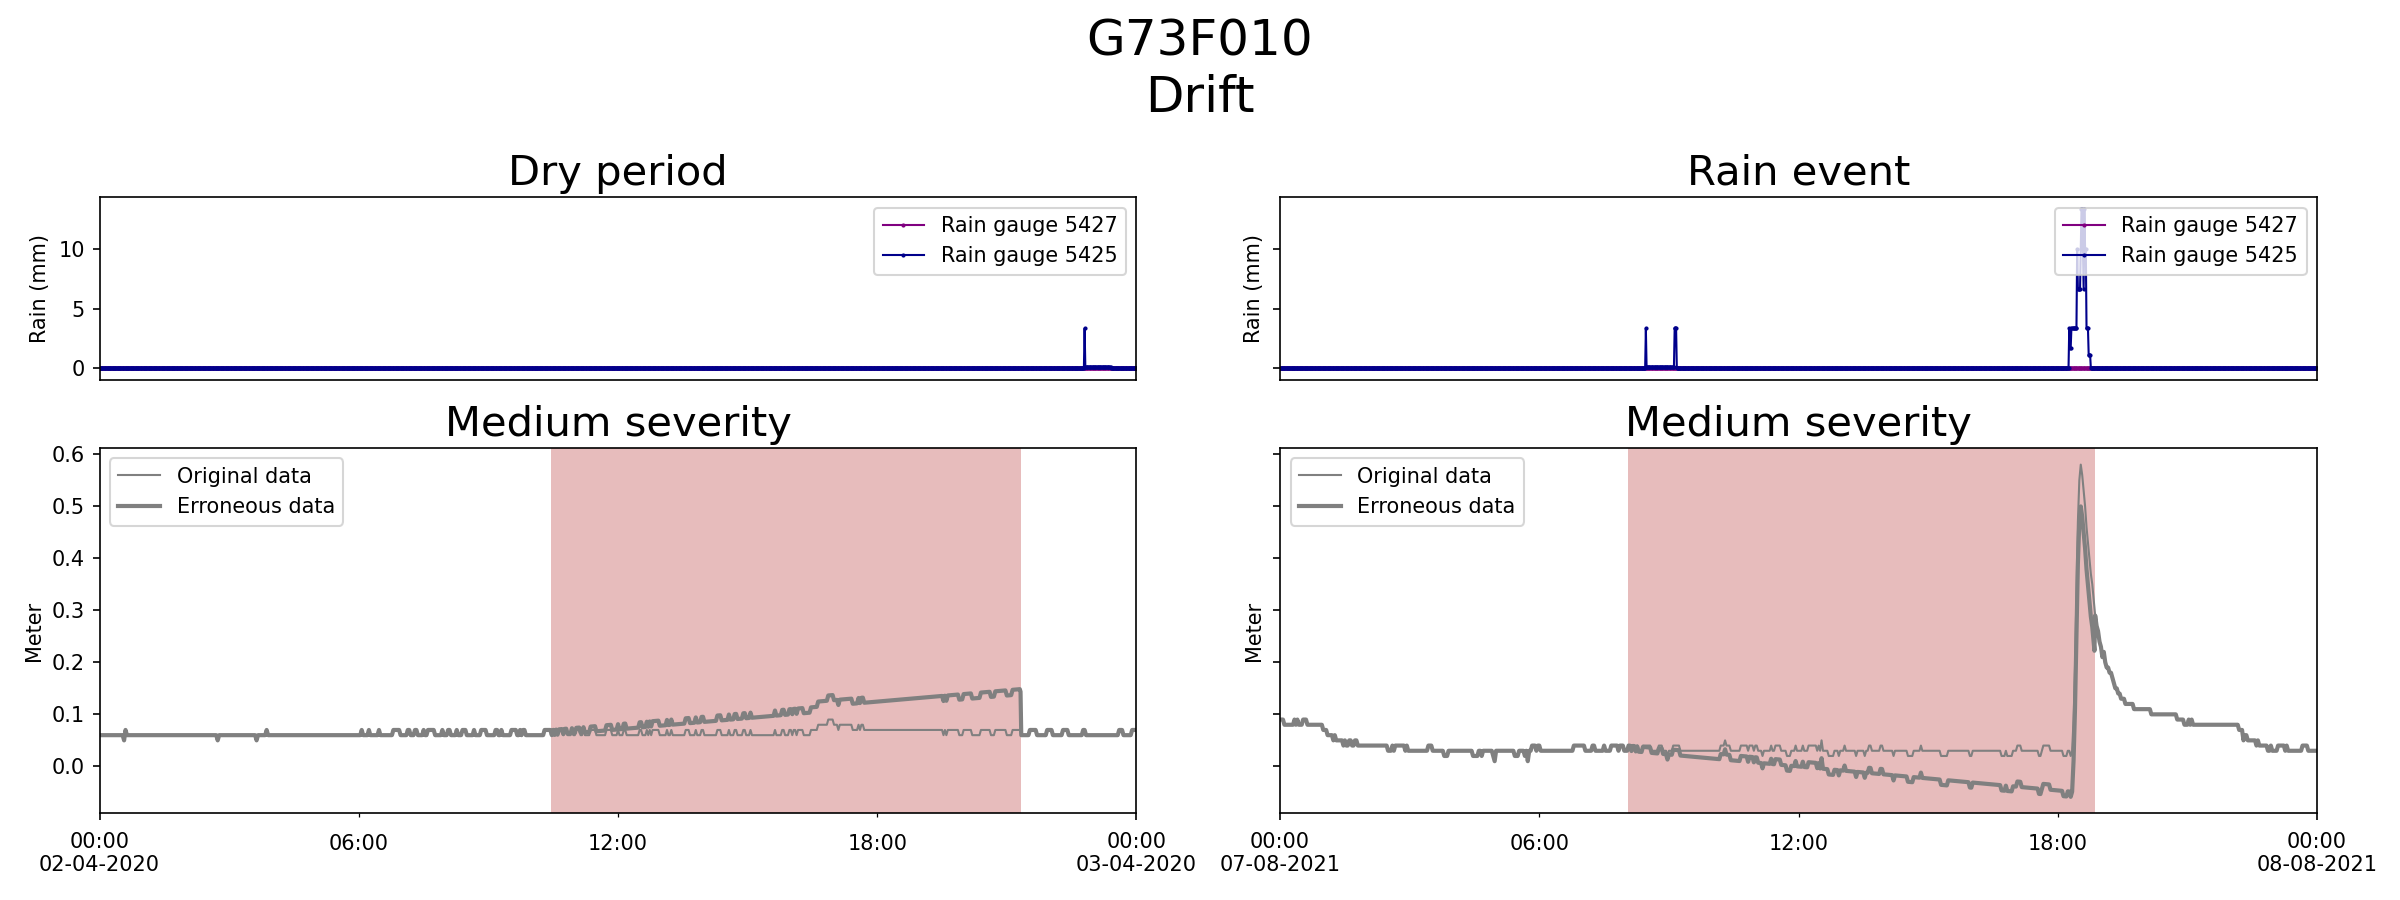 G73F010
Drift
Dry period
Rain event
Rain (mm)
10
5
0
Rain gauge 5427
Rain gauge 5425
Rain (mm)
Rain gauge 5427
Rain gauge 5425
Medium severity
Medium severity
Meter
0.6
0.5
0.4
0.3
0.2
0.1
0.0
Original data
Erroneous data
Meter
Original data
Erroneous data
00:00
06:00
12:00
18:00
00:00
02-04-2020
03-04-2020
00:00
06:00
12:00
18:00
00:00
07-08-2021
08-08-2021